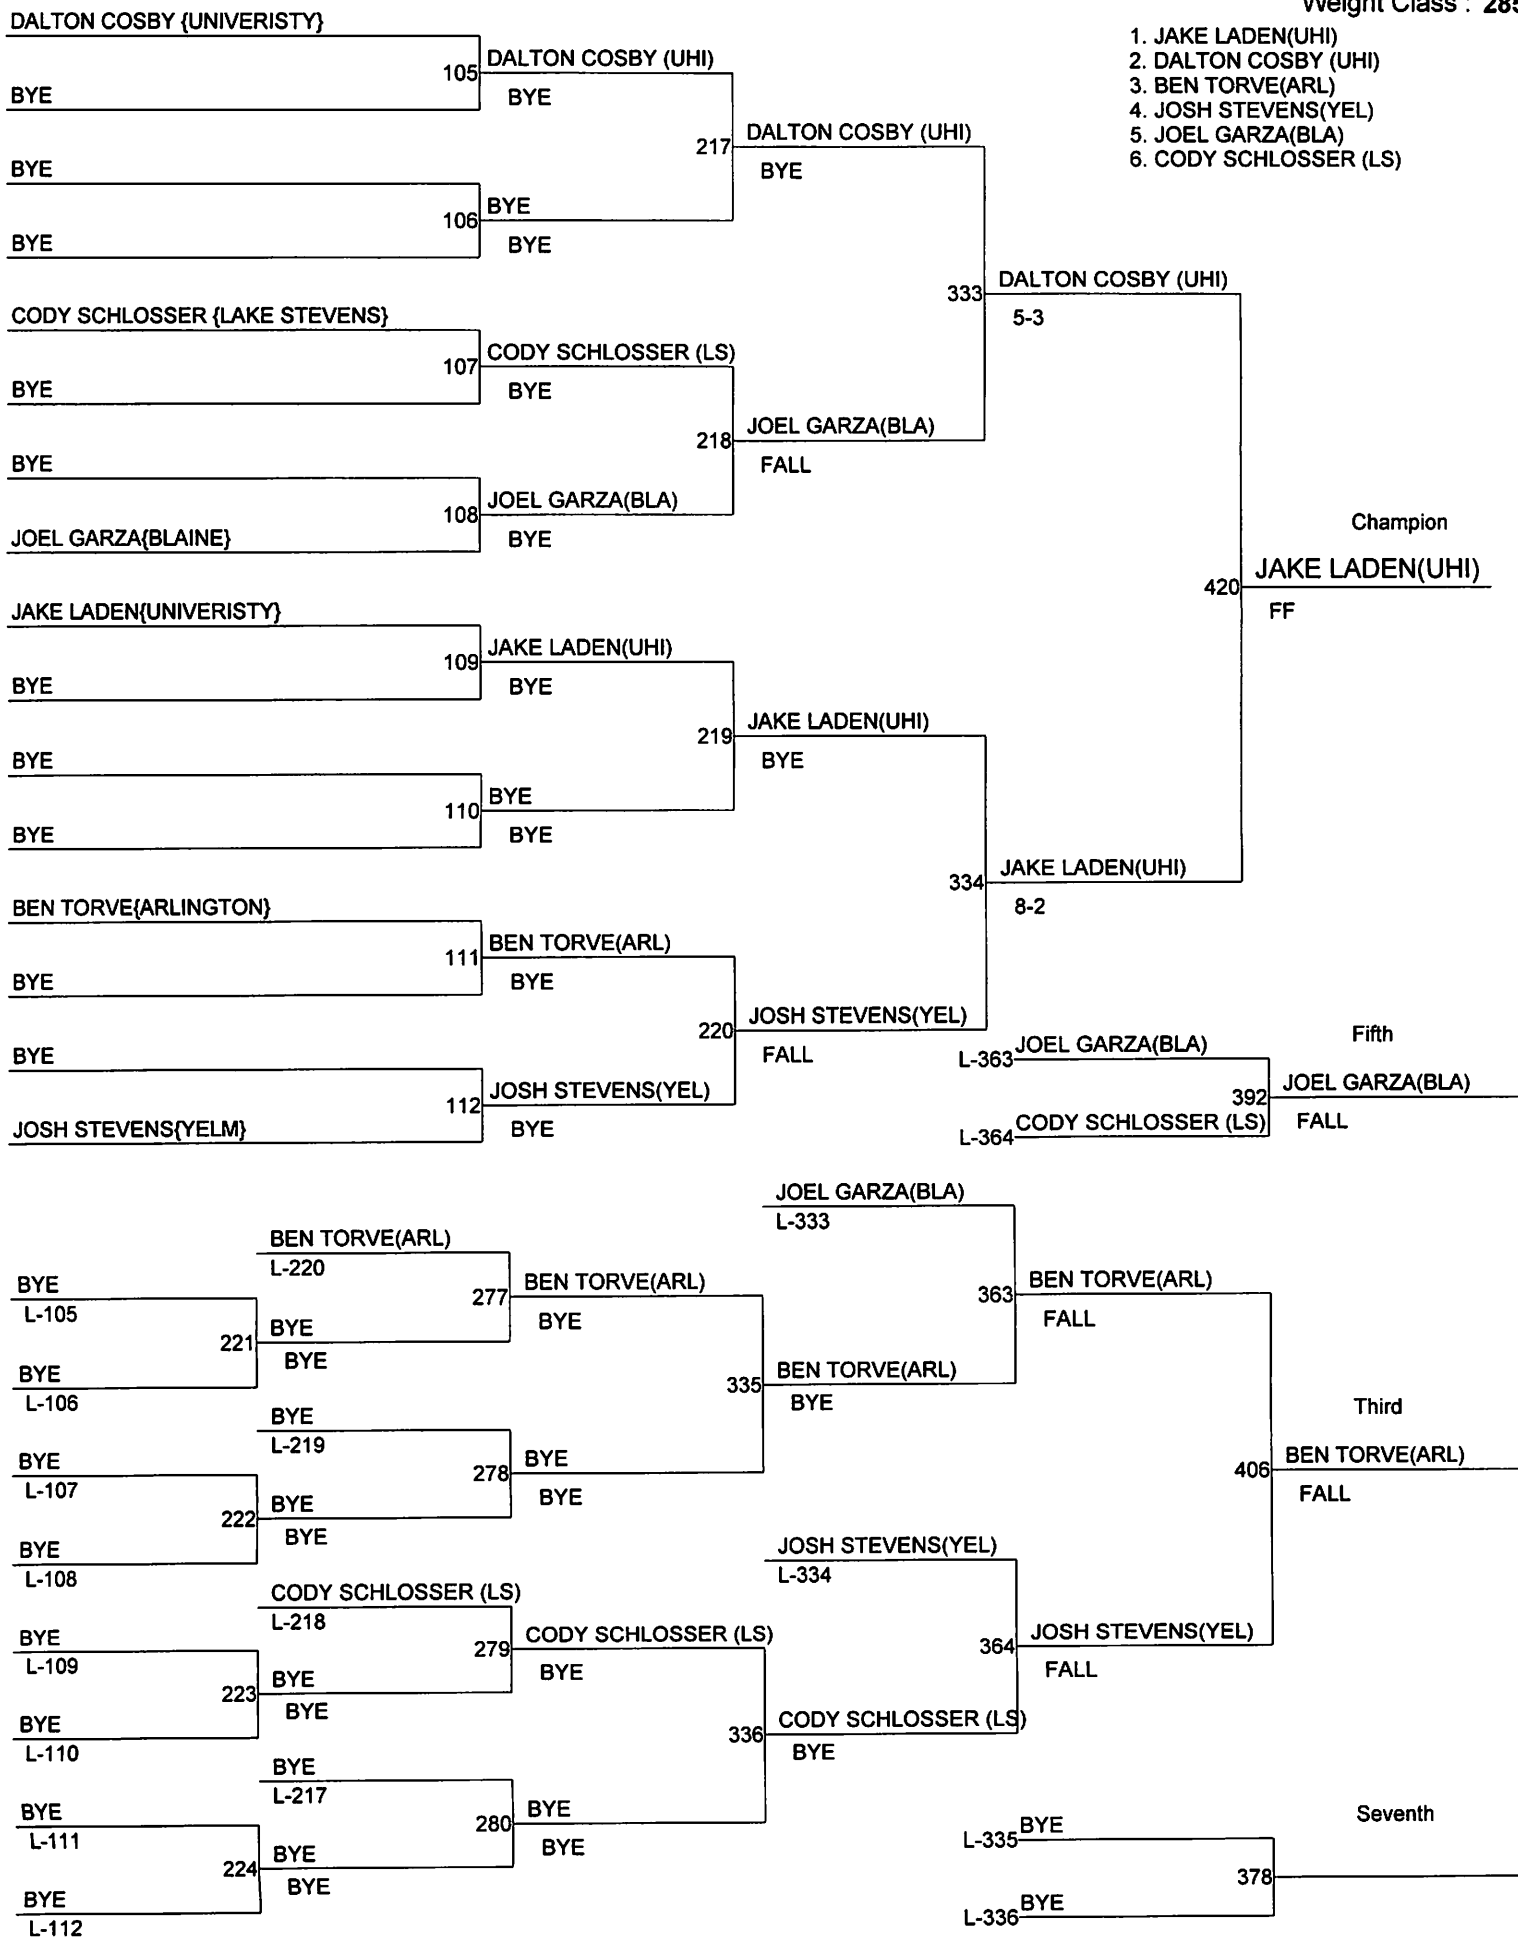 Weight Class : 285
1. JAKE LADEN(UHI)
2. DALTON COSBY (UHI)
3. BEN TORVE(ARL)
4. JOSH STEVENS(YEL)
5. JOEL GARZA(BLA)
6. CODY SCHLOSSER (LS)
DALTON COSBY {UNIVERISTY}
105
DALTON COSBY (UHI)
BYE
BYE
217
DALTON COSBY (UHI)
BYE
BYE
106
BYE
BYE
BYE
333
DALTON COSBY (UHI)
5-3
CODY SCHLOSSER {LAKE STEVENS}
107
CODY SCHLOSSER (LS)
BYE
BYE
218
JOEL GARZA(BLA)
FALL
BYE
108
JOEL GARZA(BLA)
BYE
JOEL GARZA{BLAINE}
Champion
420
JAKE LADEN(UHI)
FF
JAKE LADEN{UNIVERISTY}
109
JAKE LADEN(UHI)
BYE
BYE
219
JAKE LADEN(UHI)
BYE
BYE
110
BYE
BYE
BYE
334
JAKE LADEN(UHI)
8-2
BEN TORVE{ARLINGTON}
111
BEN TORVE(ARL)
BYE
BYE
220
JOSH STEVENS(YEL)
FALL
BYE
112
JOSH STEVENS(YEL)
BYE
JOSH STEVENS{YELM}
Fifth
L-363
JOEL GARZA(BLA)
392
JOEL GARZA(BLA)
FALL
L-364
CODY SCHLOSSER (LS)
JOEL GARZA(BLA)
L-333
BEN TORVE(ARL)
L-220
277
BEN TORVE(ARL)
BYE
363
BEN TORVE(ARL)
FALL
BYE
L-105
221
BYE
BYE
BYE
L-106
335
BEN TORVE(ARL)
BYE
BYE
L-219
278
BYE
BYE
BYE
L-107
222
BYE
BYE
BYE
L-108
Third
406
BEN TORVE(ARL)
FALL
JOSH STEVENS(YEL)
L-334
CODY SCHLOSSER (LS)
L-218
279
CODY SCHLOSSER (LS)
BYE
364
JOSH STEVENS(YEL)
FALL
BYE
L-109
223
BYE
BYE
BYE
L-110
336
CODY SCHLOSSER (LS)
BYE
BYE
L-217
280
BYE
BYE
BYE
L-111
224
BYE
BYE
BYE
L-112
Seventh
L-335
BYE
378
L-336
BYE